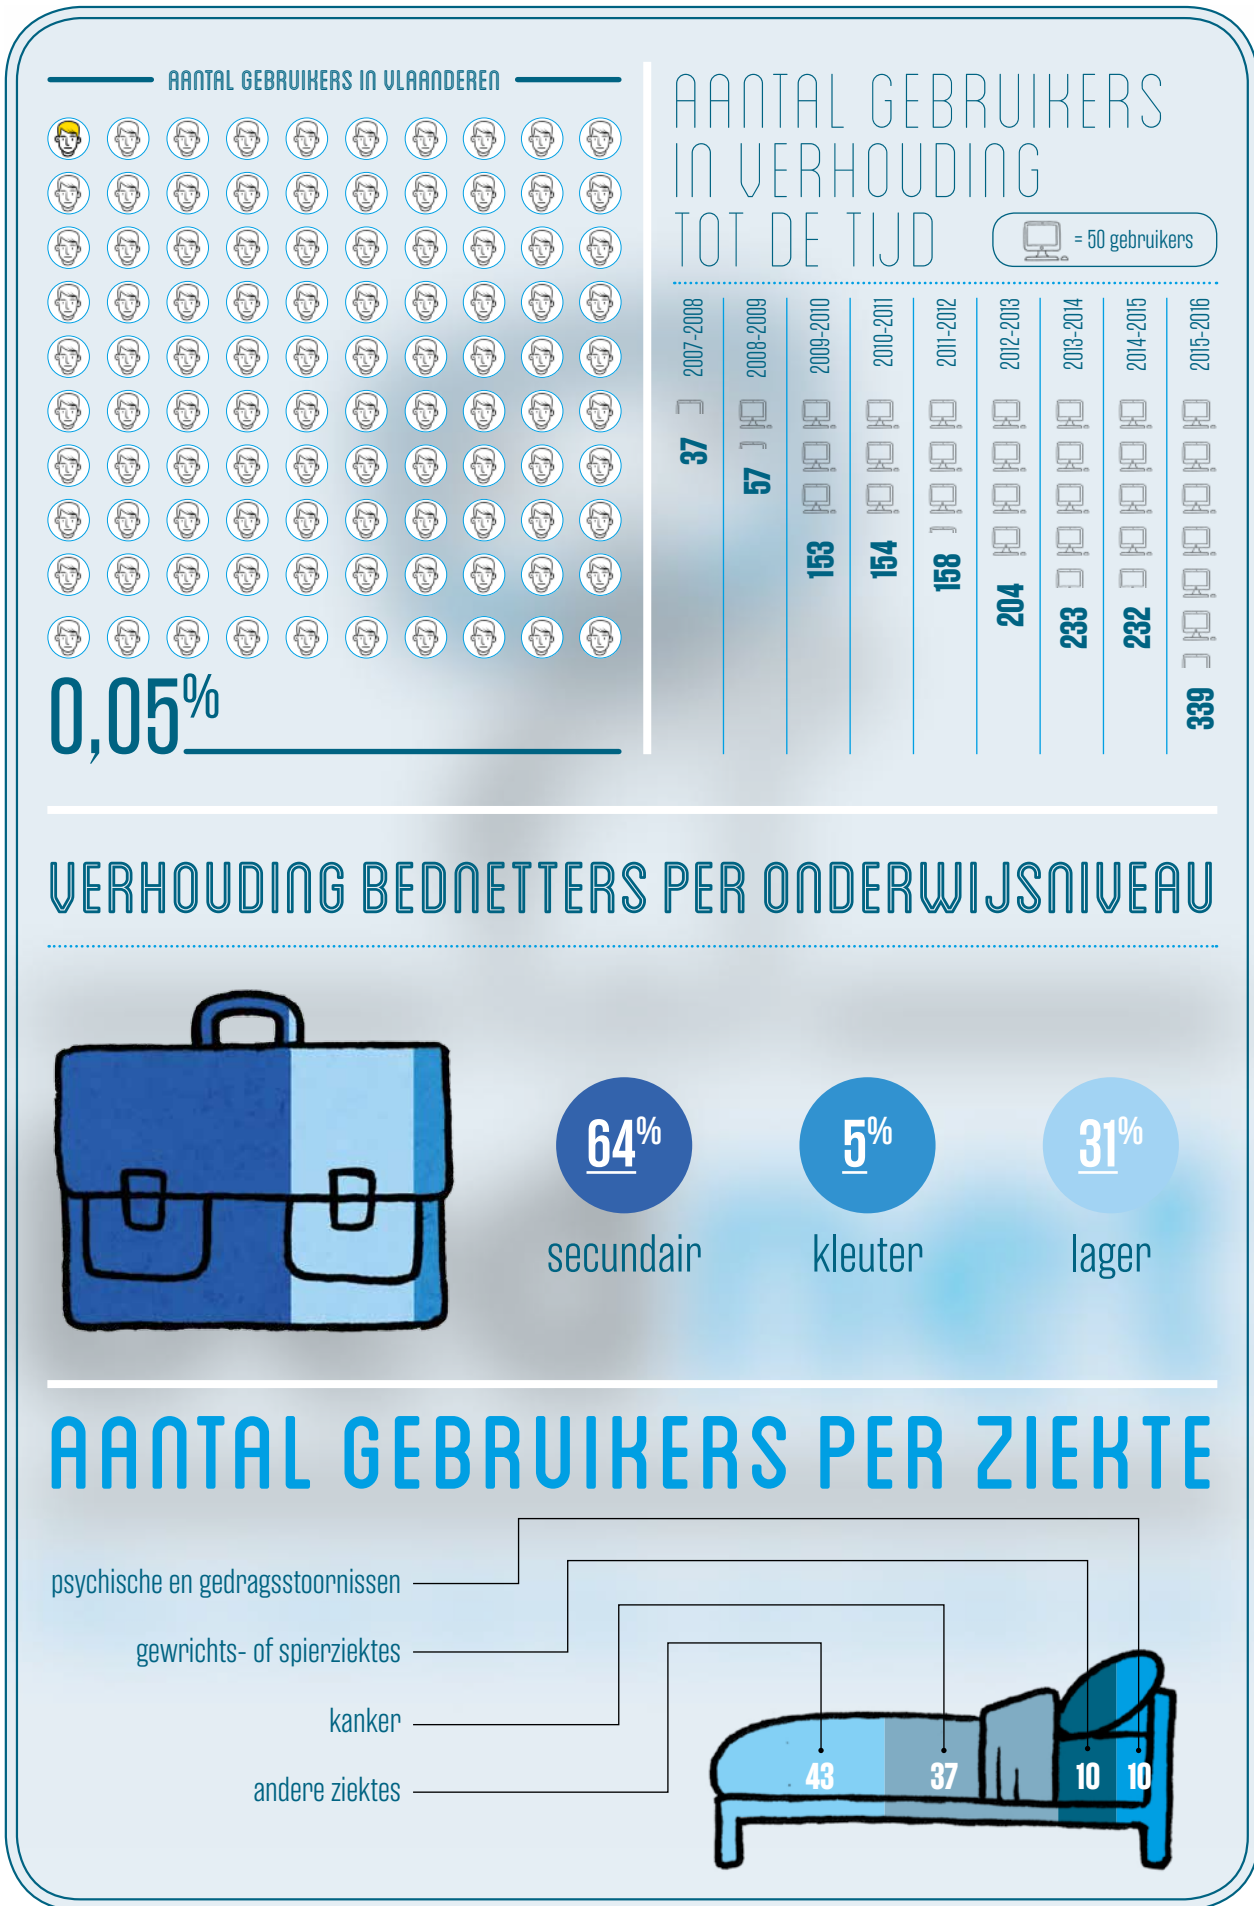 AANTAL GEBRUIKERS IN VLAANDEREN
0,05%
AANTAL GEBRUIKERS
IN VERHOUDING
TOT DE TIJD
= 50 gebruikers
2007-2008
2008-2009
2009-2010
2010-2011
2011-2012
2012-2013
2013-2014
2014-2015
2015-2016
37
57
153
154
158
204
233
232
339
VERHOUDING BEDNETTERS PER ONDERWIJSNIVEAU
64%
5%
31%
secundair
kleuter
lager
AANTAL GEBRUIKERS PER ZIEKTE
psychische en gedragsstoornissen
gewrichts- of spierziektes
kanker
andere ziektes
43
37
10
10